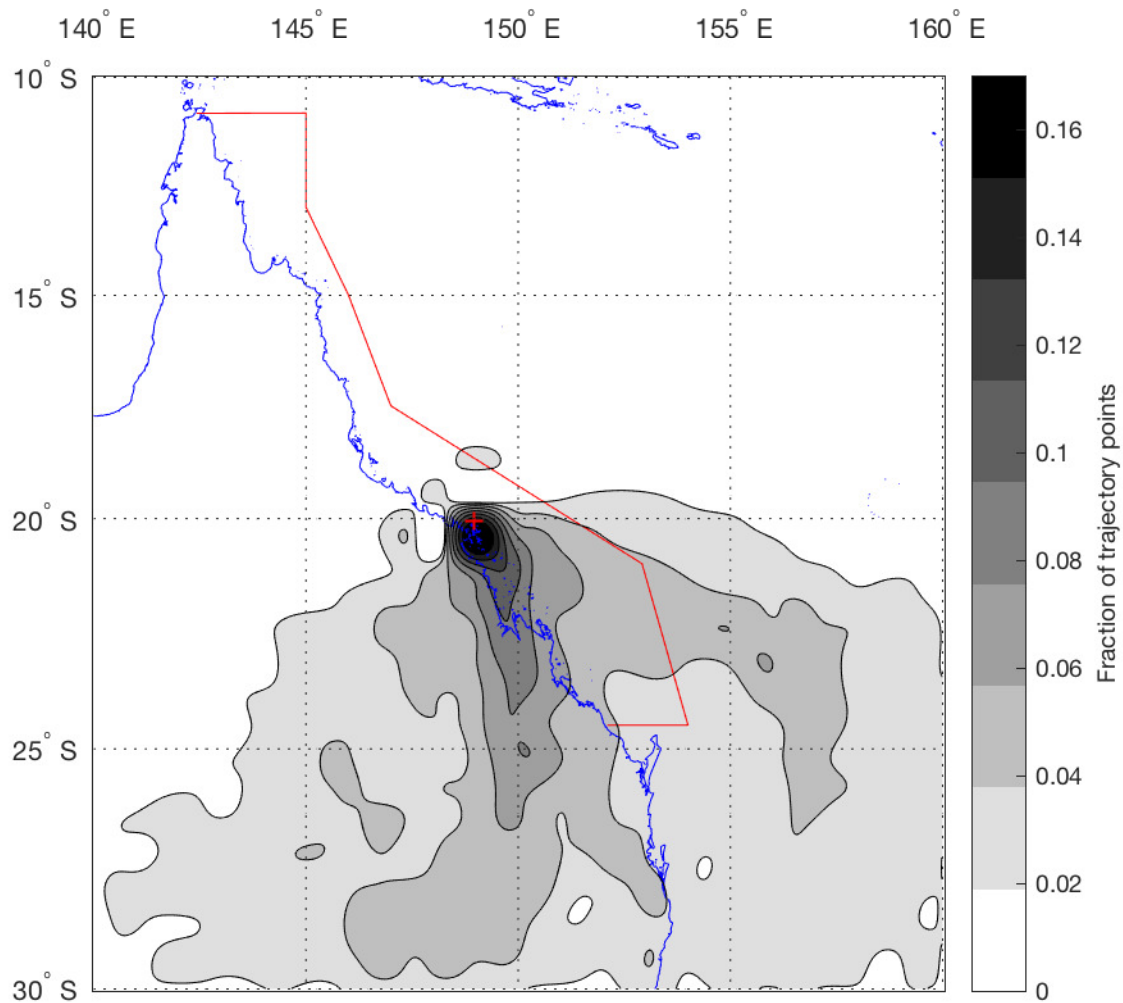 140° E 145° E 150° E 155° E 160° E
10° S
15° S
20° S
25° S
30° S
0.16
0.14
0.12
0.1
0.08
0.06
0.04
0.02
0
Fraction of trajectory points